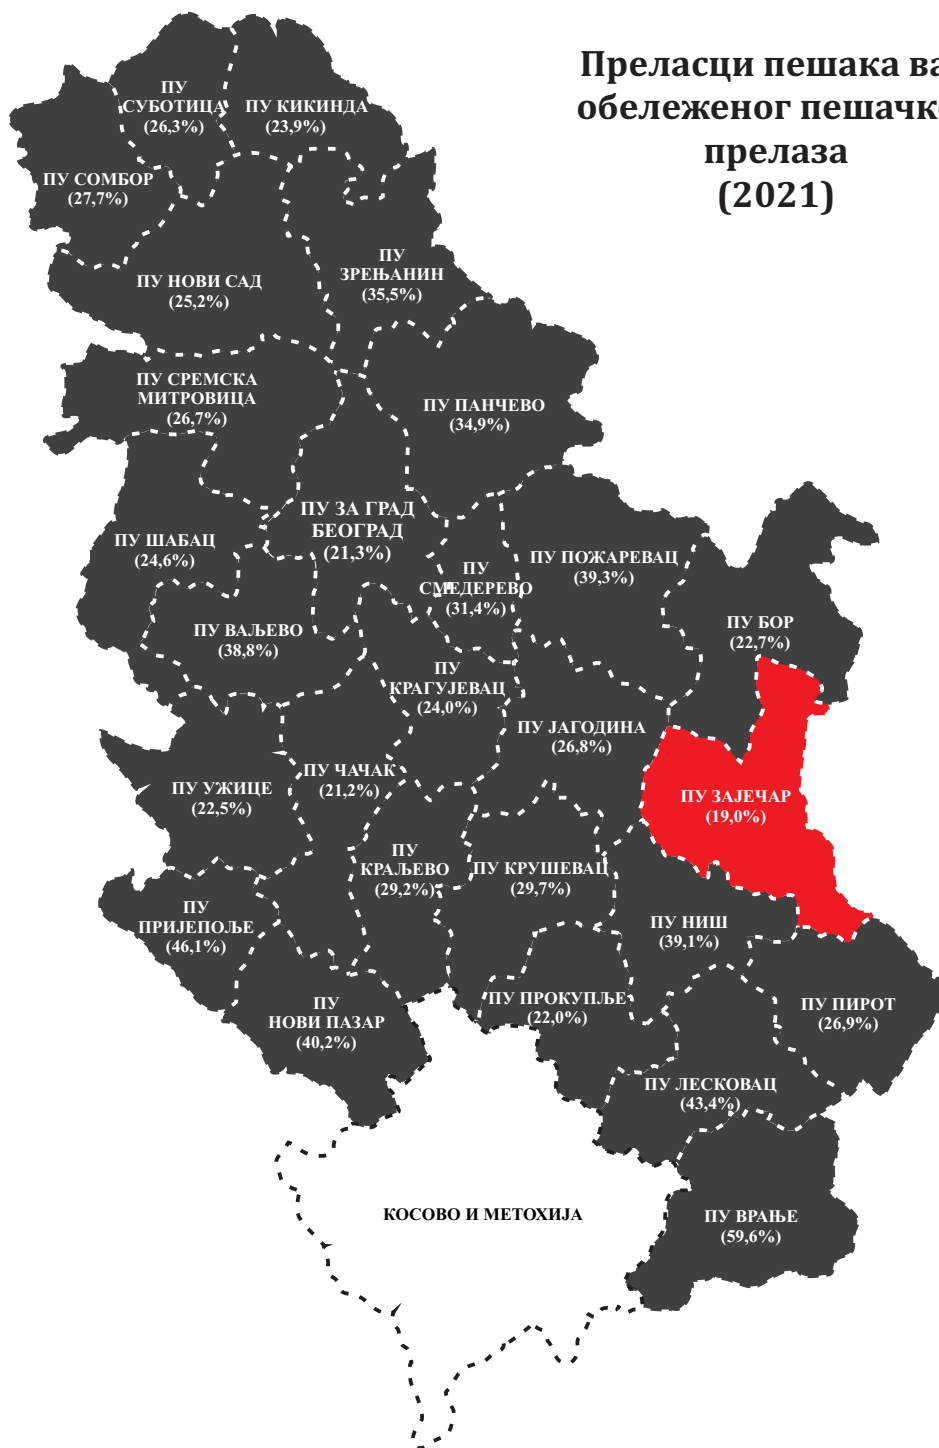 Преласци пешака ва
обележеног пешачк
прелаза
(2021)
ПУ
СУБОТИЦА
(26,3%)
ПУ КИКИНДА
(23,9%)
ПУ СОМБОР
(27,7%)
ПУ НОВИ САД
(25,2%)
ПУ
ЗРЕЊАНИН
(35,5%)
ПУ СРЕМСКА
МИТРОВИЦА
(26,7%)
ПУ ПАНЧЕВО
(34,9%)
ПУ ЗА ГРАД
БЕОГРАД
(21,3%)
ПУ ШАБАЦ
(24,6%)
ПУ
СМЕДЕРЕВО
(31,4%)
ПУ ПОЖАРЕВАЦ
(39,3%)
ПУ ВАЉЕВО
(38,8%)
ПУ БОР
(22,7%)
ПУ
КРАГУЈЕВАЦ
(24,0%)
ПУ ЈАГОДИНА
(26,8%)
ПУ УЖИЦЕ
(22,5%)
ПУ ЧАЧАК
(21,2%)
ПУ ЗАЈЕЧАР
(19,0%)
ПУ
КРАЉЕВО
(29,2%)
ПУ КРУШЕВАЦ
(29,7%)
ПУ
ПРИЈЕПОЉЕ
(46,1%)
ПУ НИШ
(39,1%)
ПУ
НОВИ ПАЗАР
(40,2%)
ПУ ПРОКУПЉЕ
(22,0%)
ПУ ПИРОТ
(26,9%)
ПУ ЛЕСКОВАЦ
(43,4%)
КОСОВО И МЕТОХИЈА
ПУ ВРАЊЕ
(59,6%)